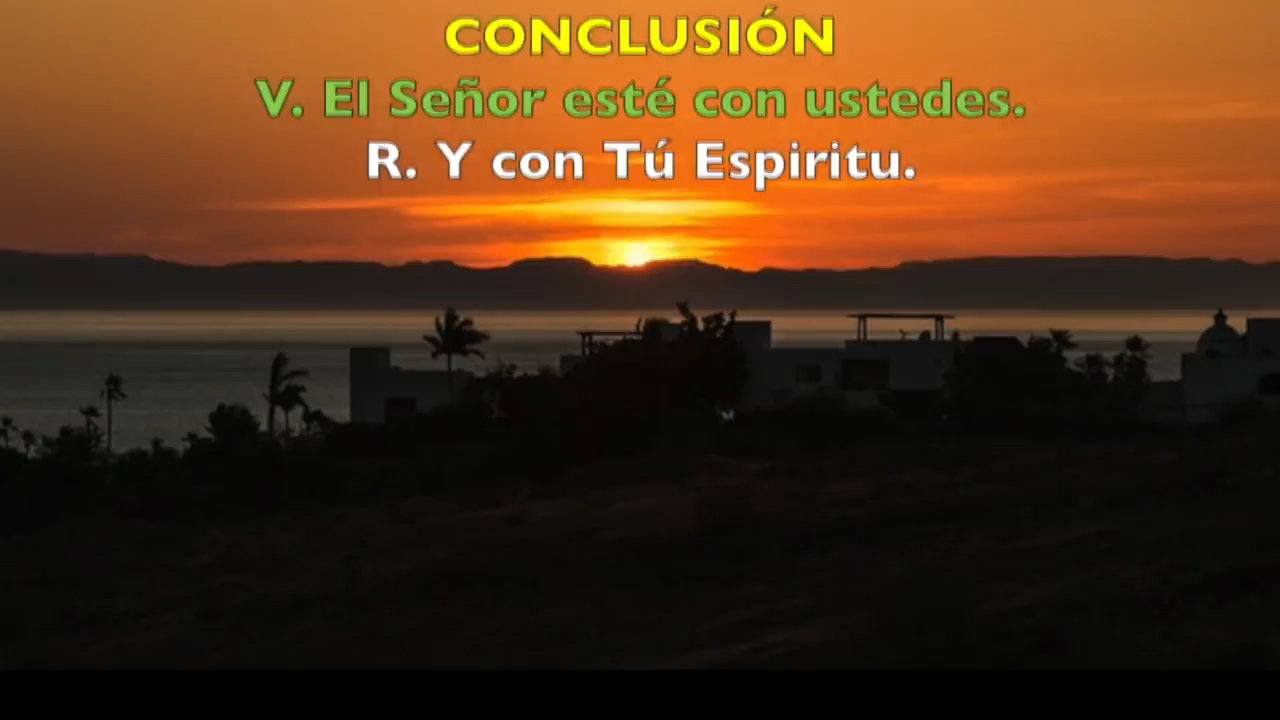 CONCLUSIÓN
V. El Señor esté con ustedes.
R. Y con Tú Espiritu.